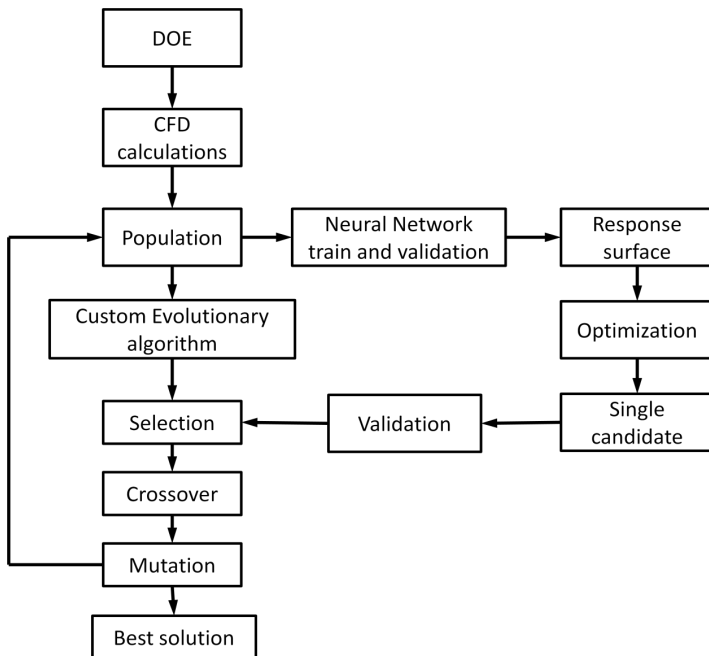 DOE
CFD
calculations
Population
Neural Network
train and validation
Response
surface
Custom Evolutionary
algorithm
Optimization
Selection
Validation
Single
candidate
Crossover
Mutation
Best solution